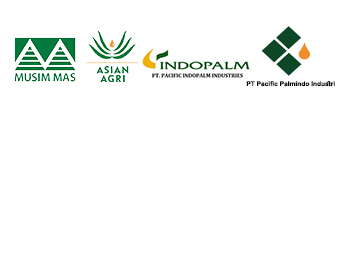 MUSIM MAS
ASIAN
AGRI
INDOPALM
PT. PACIFIC INDOPALM INDUSTRIES
PT Pacific Palmindo Industri